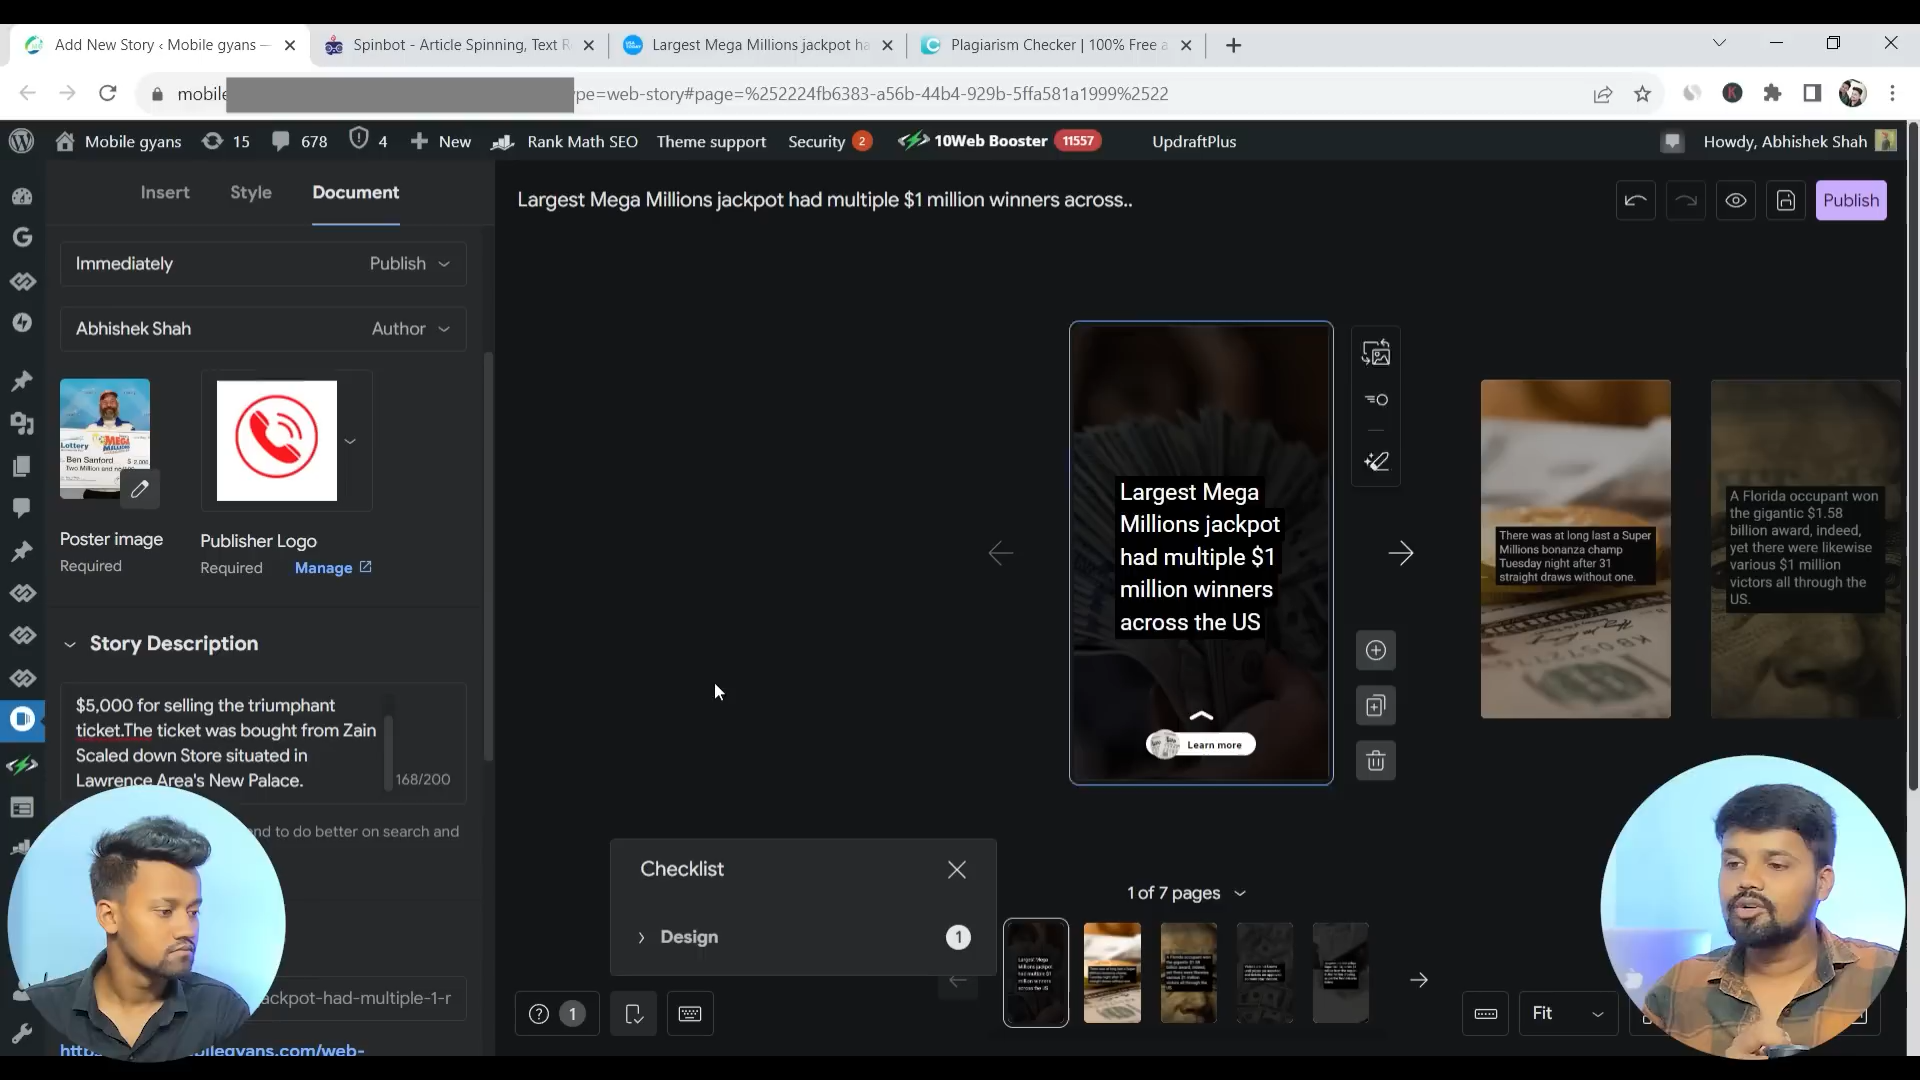 Add New Story ‹ Mobile gyans —
Spinbot - Article Spinning, Text R
Largest Mega Millions jackpot ha
Plagiarism Checker | 100% Free a
mobile
ype=web-story#page=%252224fb6383-a56b-44b4-929b-5ffa581a1999%2522
Mobile gyans
15
678
4
New
Rank Math SEO
Theme support
Security 2
10Web Booster 11557
UpdraftPlus
Howdy, Abhishek Shah
Insert
Style
Document
Largest Mega Millions jackpot had multiple $1 million winners across..
Publish
Immediately
Publish
Abhishek Shah
Author
Lottery
MEGA
MILLIONS
Ben Sanford
Poster image
Required
Publisher Logo
Required
Manage
Story Description
$5,000 for selling the triumphant
ticket.The ticket was bought from Zain
Scaled down Store situated in
Lawrence Area's New Palace.
168/200
nd to do better on search and
ackpot-had-multiple-1-r
Largest Mega
Millions jackpot
had multiple $1
million winners
across the US
Learn more
There was at long last a Super
Millions bonanza champ
Tuesday night after 31
straight draws without one.
A Florida occupant won
the gigantic $1.58
billion award, indeed,
yet there were likewise
various $1 million
victors all through the
US.
Checklist
Design
1
1 of 7 pages
1
Fit